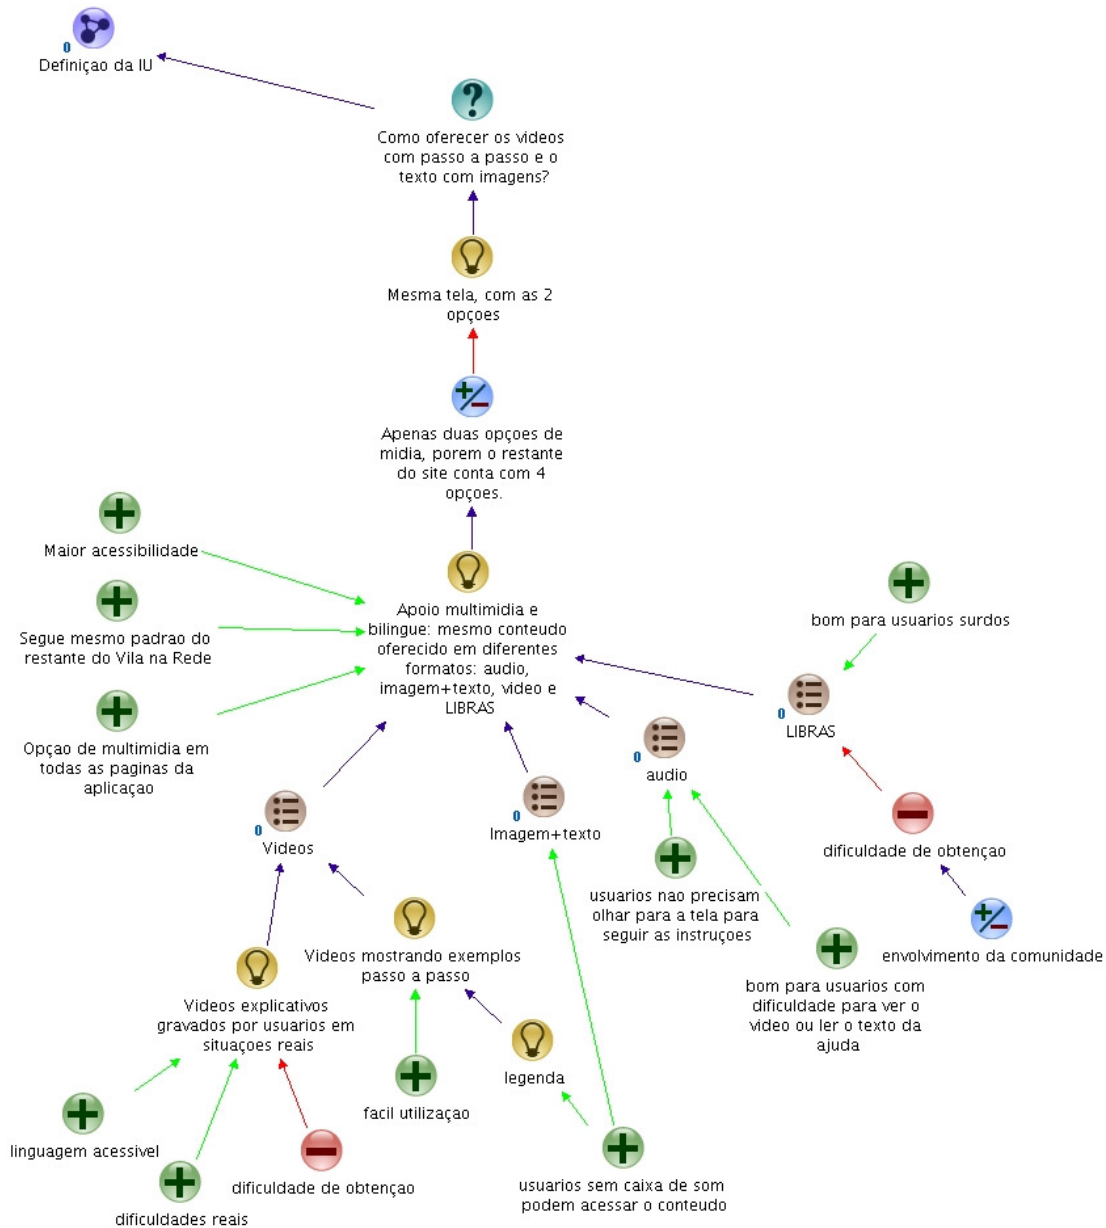 0
Definiçao da IU
Como oferecer os videos
com passo a passo e o
texto com imagens?
Mesma tela, com as 2
opçoes
Apenas duas opçoes de
midia, porem o restante
do site conta com 4
opçoes.
Maior acessibilidade
Segue mesmo padrao do
restante do Vila na Rede
Opçao de multimidia em
todas as paginas da
aplicaçao
Apoio multimidia e
bilingue: mesmo conteudo
oferecido em diferentes
formatos: audio,
imagem+texto, video e
LIBRAS
bom para usuarios surdos
0
LIBRAS
0
audio
0
Imagem+texto
0
Videos
dificuldade de obtençao
envolvimento da comunidade
usuarios nao precisam
olhar para a tela para
seguir as instruçoes
bom para usuarios com
dificuldade para ver o
video ou ler o texto da
ajuda
Videos mostrando exemplos
passo a passo
Videos explicativos
gravados por usuarios em
situaçoes reais
legenda
facil utilizaçao
linguagem acessivel
dificuldades reais
dificuldade de obtençao
usuarios sem caixa de som
podem acessar o conteudo